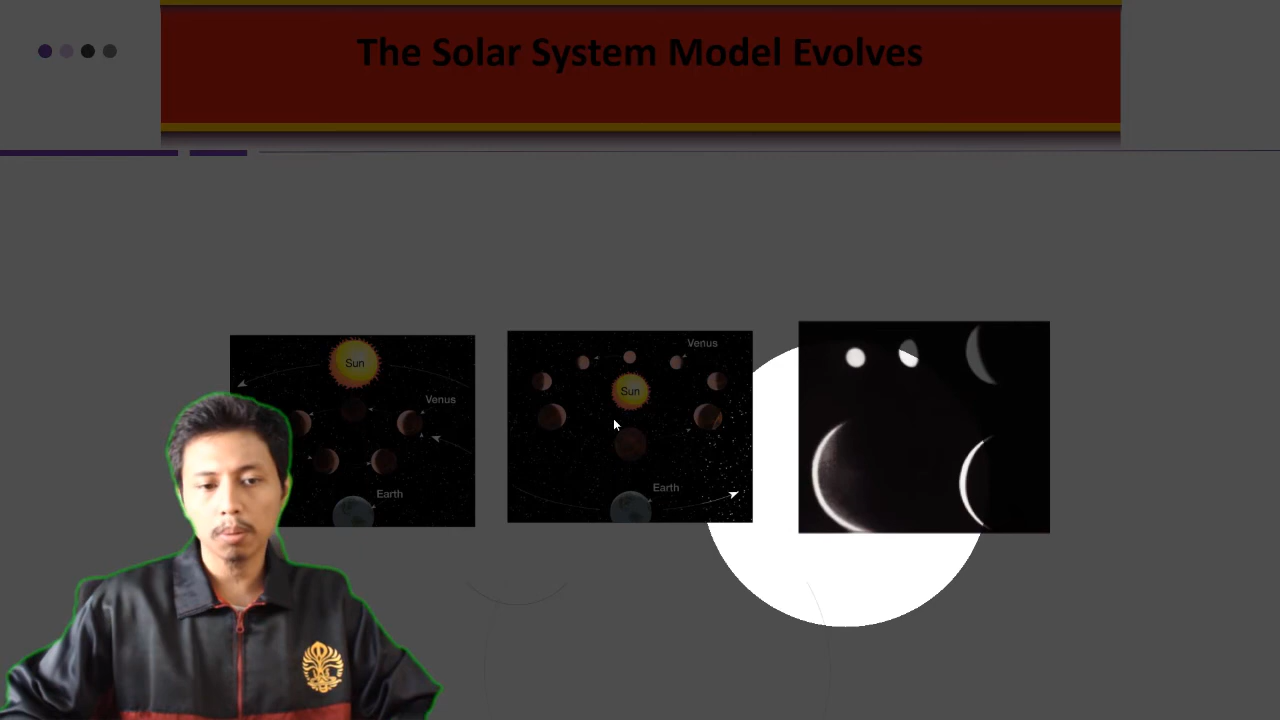 The Solar System Model Evolves
Sun
Venus
Earth
Venus
Sun
Earth